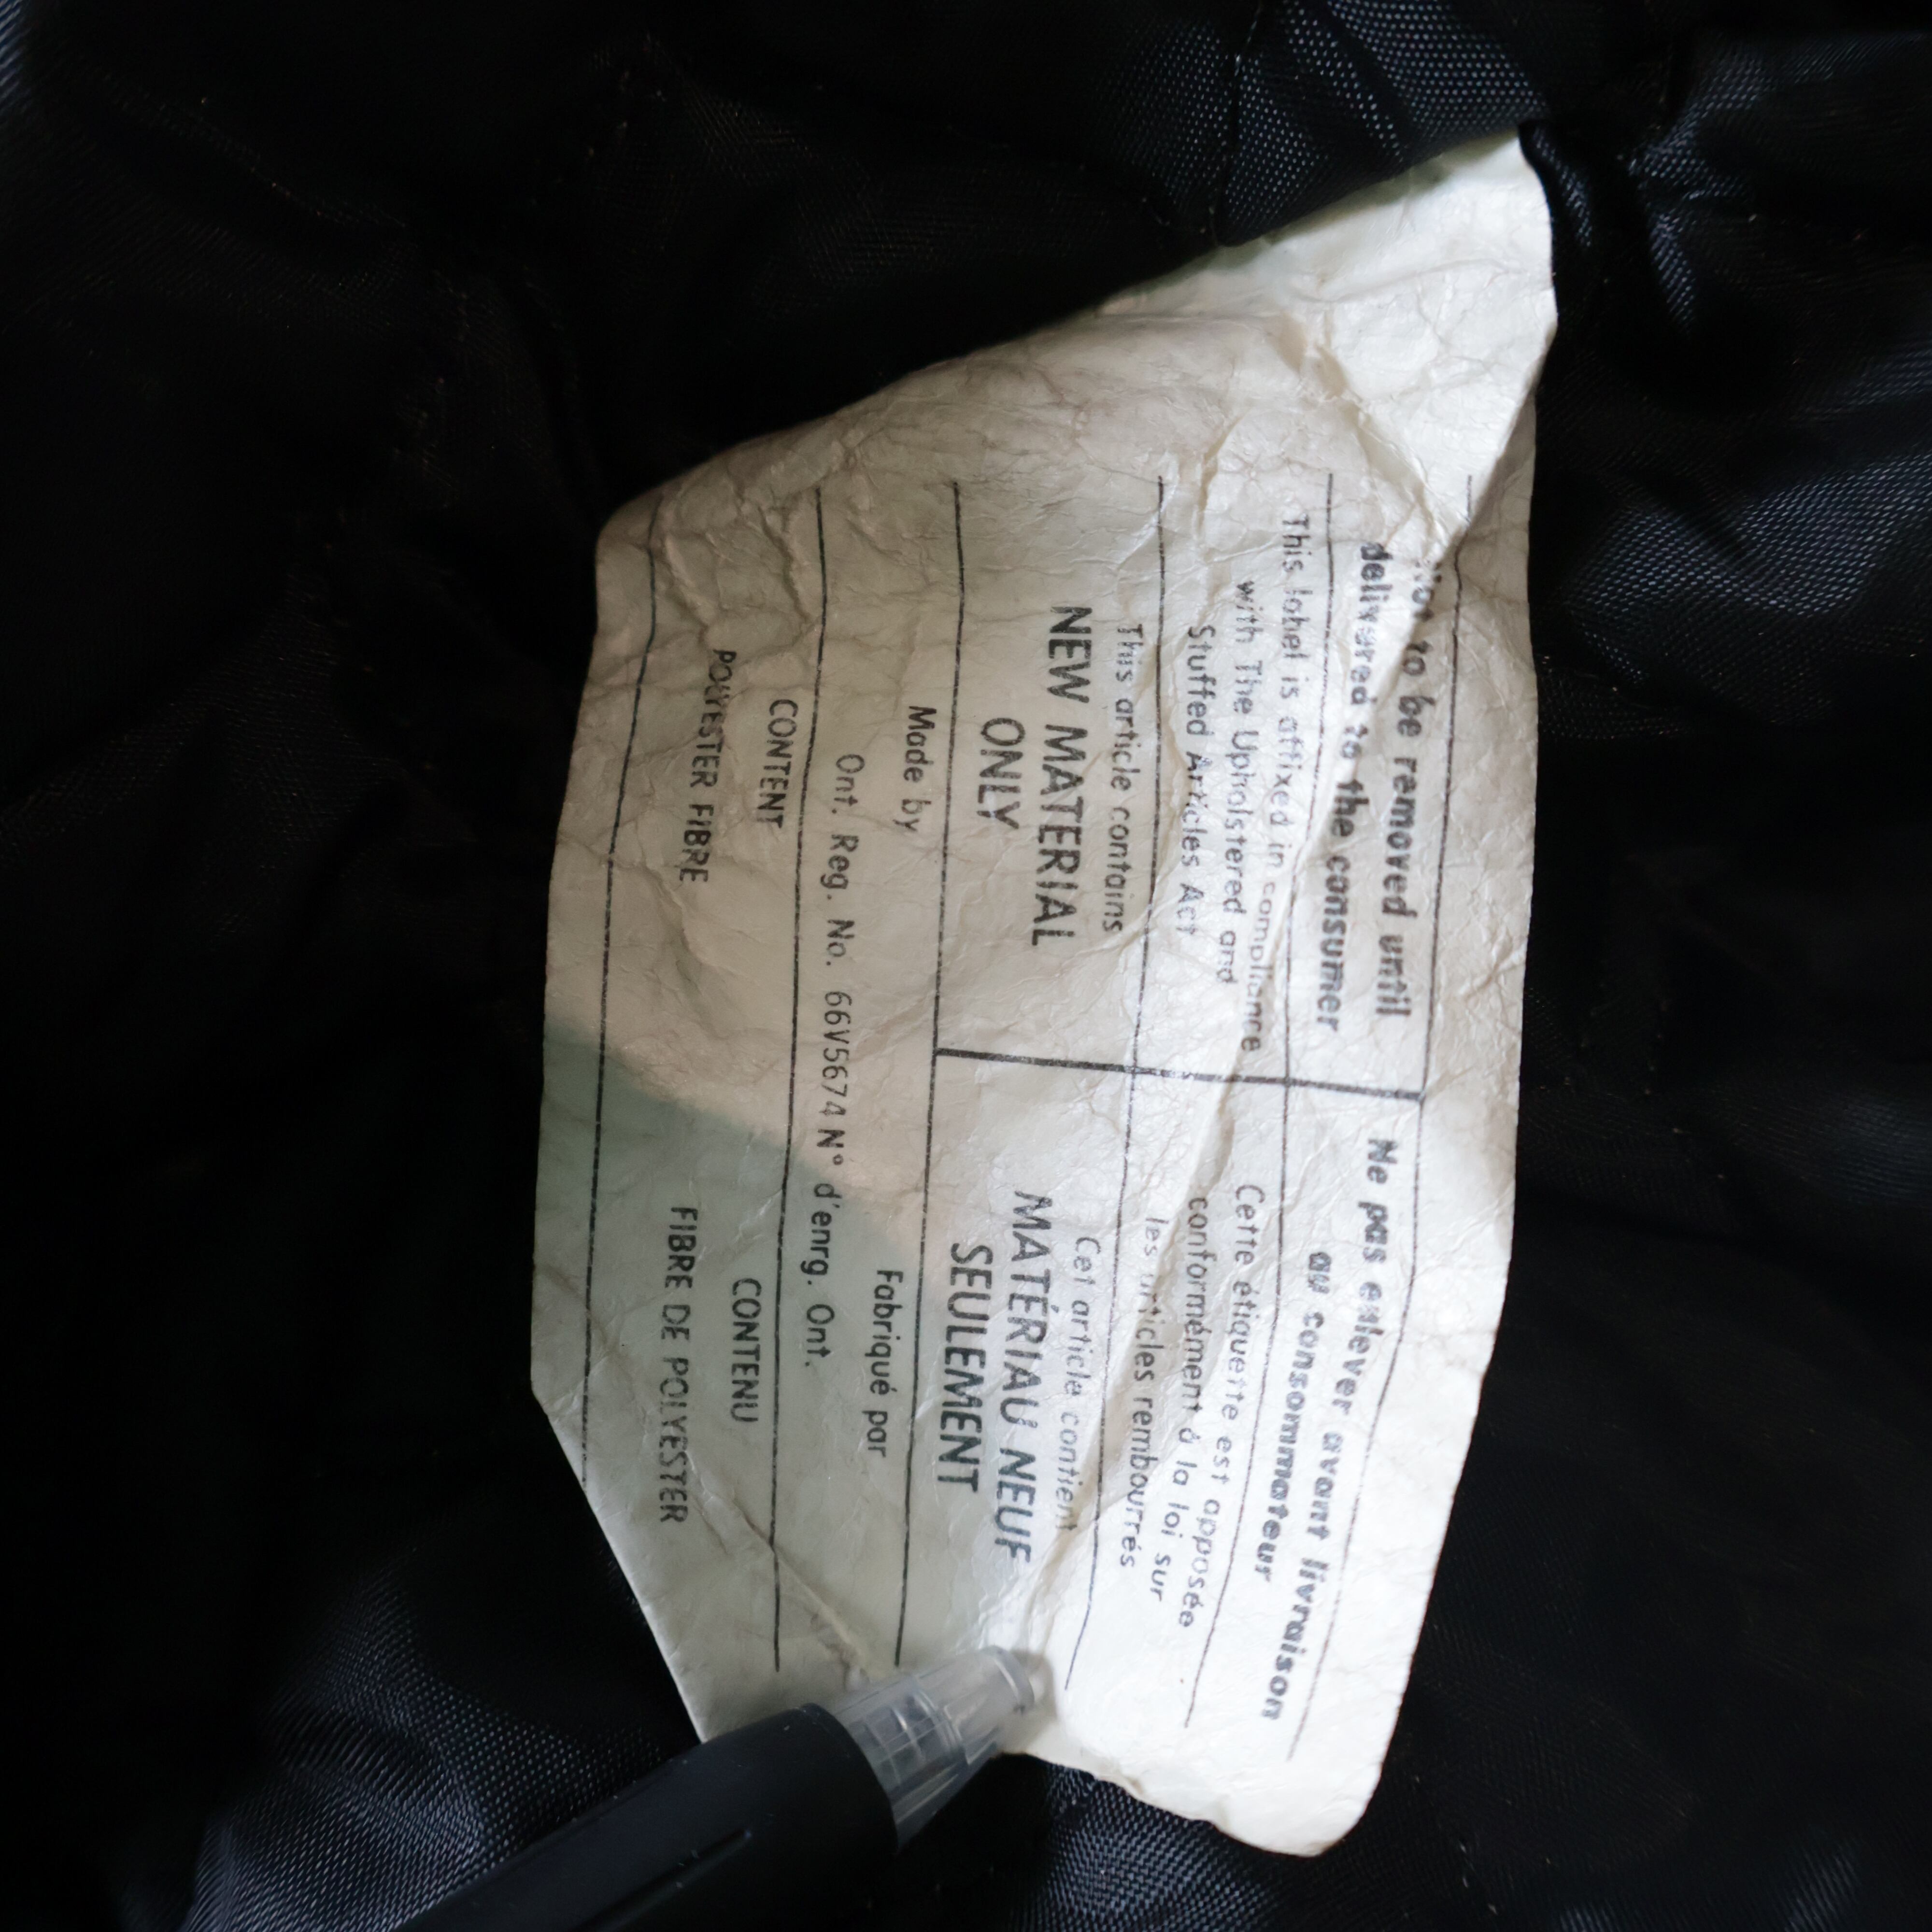 Not to be removed until
delivered to the consumer
Ne pas enlever avant livraison
au consommateur
This label is affixed in compliance
with The Upholstered and
Stuffed Articles Act
Cette étiquette est apposée
conformément à la loi sur
les articles rembourrés
This article contains
NEW MATERIAL
ONLY
Cet article contient
MATÉRIAU NEUF
SEULEMENT
Made by
Fabriqué par
Ont. Reg. No. 66V5674 N° d'enrg. Ont.
CONTENT
CONTENU
POLYESTER FIBRE
FIBRE DE POLYESTER